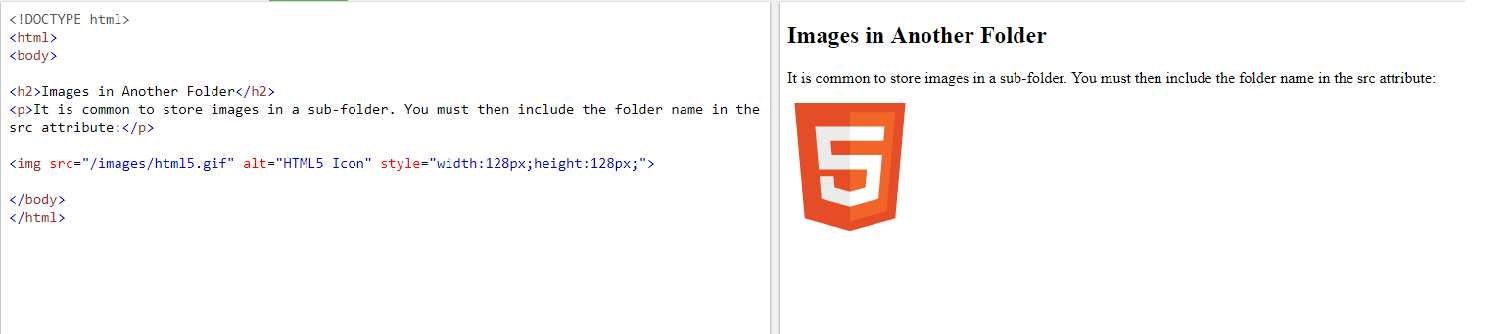 <!DOCTYPE html>
<html>
<body>
<h2>Images in Another Folder</h2>
<p>It is common to store images in a sub-folder. You must then include the folder name in the
src attribute:</p>
<img src="/images/html5.gif" alt="HTML5 Icon" style="width:128px;height:128px;">
</body>
</html>
Images in Another Folder
It is common to store images in a sub-folder. You must then include the folder name in the src attribute:
5